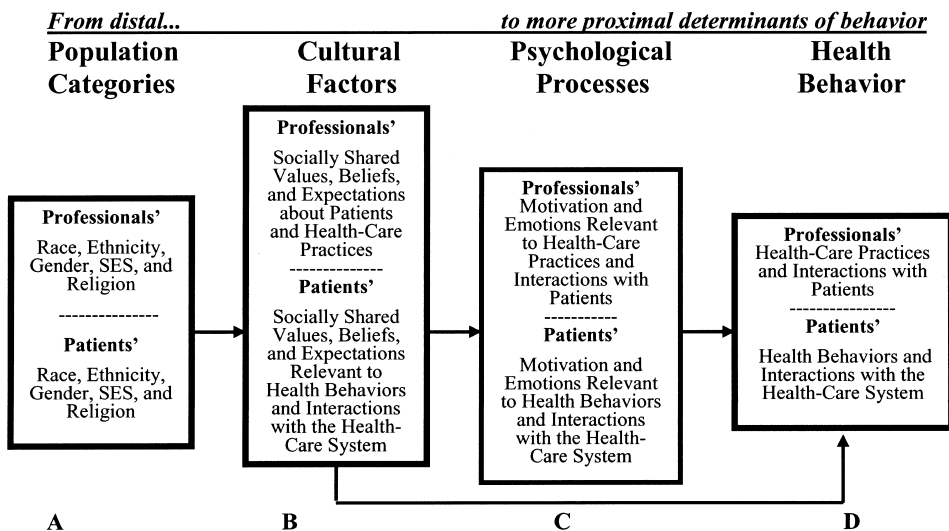 From distal... to more proximal determinants of behavior
Population
Categories
Cultural
Factors
Psychological
Processes
Health
Behavior
Professionals'
Race, Ethnicity,
Gender, SES, and
Religion
----------------
Patients'
Race, Ethnicity,
Gender, SES, and
Religion
Professionals'
Socially Shared
Values, Beliefs,
and Expectations
about Patients
and Health-Care
Practices
---------------
Patients'
Socially Shared
Values, Beliefs,
and Expectations
Relevant to
Health Behaviors
and Interactions
with the Health-
Care System
Professionals'
Motivation and
Emotions Relevant
to Health-Care
Practices and
Interactions with
Patients
------------
Patients'
Motivation and
Emotions Relevant
to Health Behaviors
and Interactions
with the Health-
Care System
Professionals'
Health-Care Practices
and Interactions with
Patients
----------------
Patients'
Health Behaviors and
Interactions with the
Health-Care System
A B C D